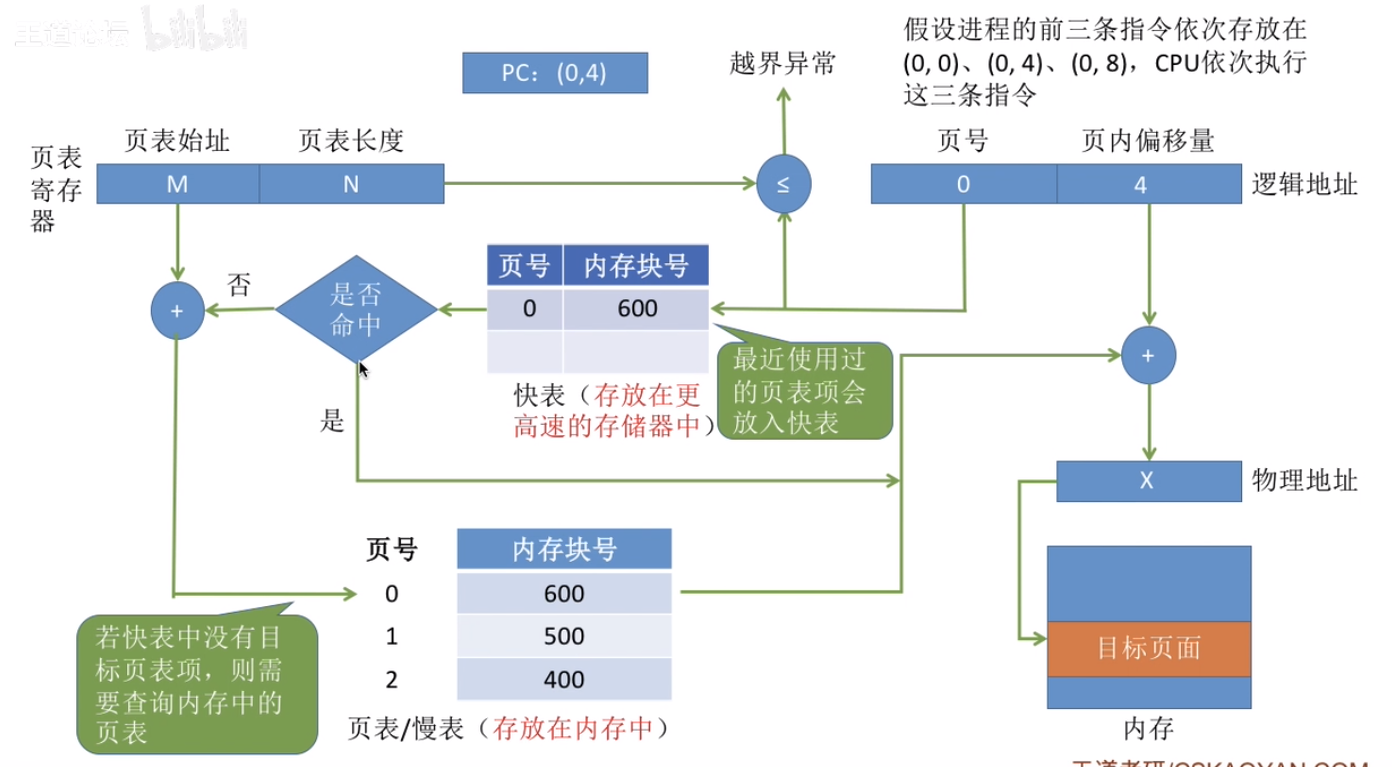 王道论坛 bilibili
PC：(0,4)
越界异常
假设进程的前三条指令依次存放在
(0, 0)、(0, 4)、(0, 8)，CPU依次执行
这三条指令
页表始址
页表长度
页号
页内偏移量
页表
寄存
器
M
N
≤
0
4
逻辑地址
否
是否
命中
页号
内存块号
0
600
+
+
最近使用过
的页表项会
放入快表
快表（存放在更
高速的存储器中）
是
X
物理地址
页号
内存块号
0
600
1
500
2
400
目标页面
若快表中没有目
标页表项，则需
要查询内存中的
页表
页表/慢表（存放在内存中）
内存
王道考研/CSKAOYAN.COM